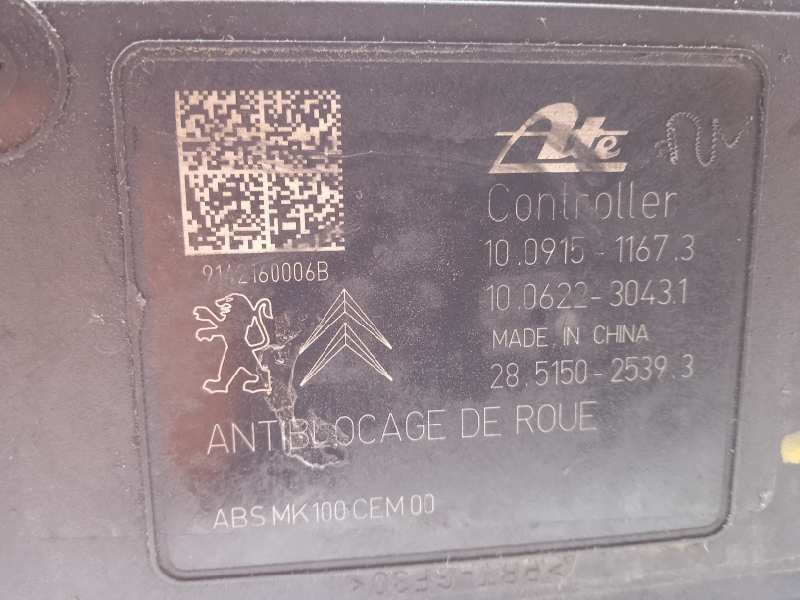 Ate
Controller
10.0915-1167.3
10.0622-3043.1
MADE IN CHINA
28.5150-2539.3
ANTIBLOCAGE DE ROUE
ABS MK100 CEM 00